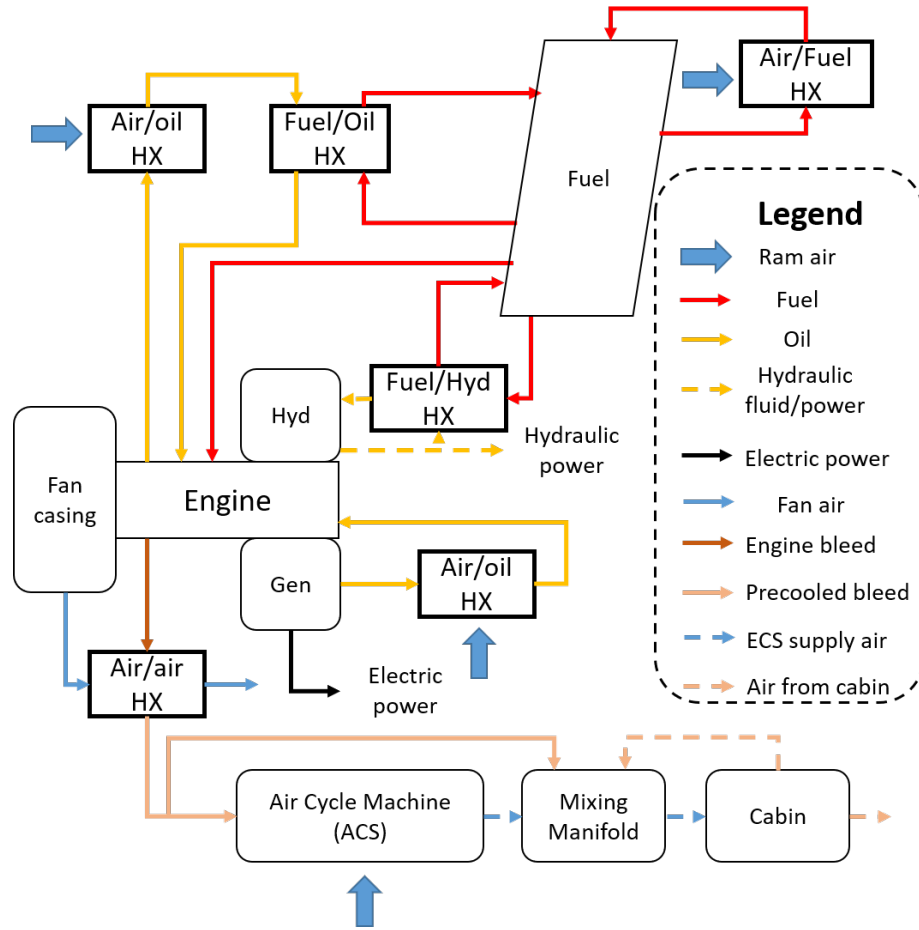 Air/oil
HX
Fuel/Oil
HX
Air/Fuel
HX
Fuel
Legend
Ram air
Fuel
Oil
Hydraulic
fluid/power
Electric power
Fan air
Engine bleed
Precooled bleed
ECS supply air
Air from cabin
Hyd
Fuel/Hyd
HX
Hydraulic
power
Fan
casing
Engine
Gen
Air/oil
HX
Air/air
HX
Electric
power
Air Cycle Machine
(ACS)
Mixing
Manifold
Cabin